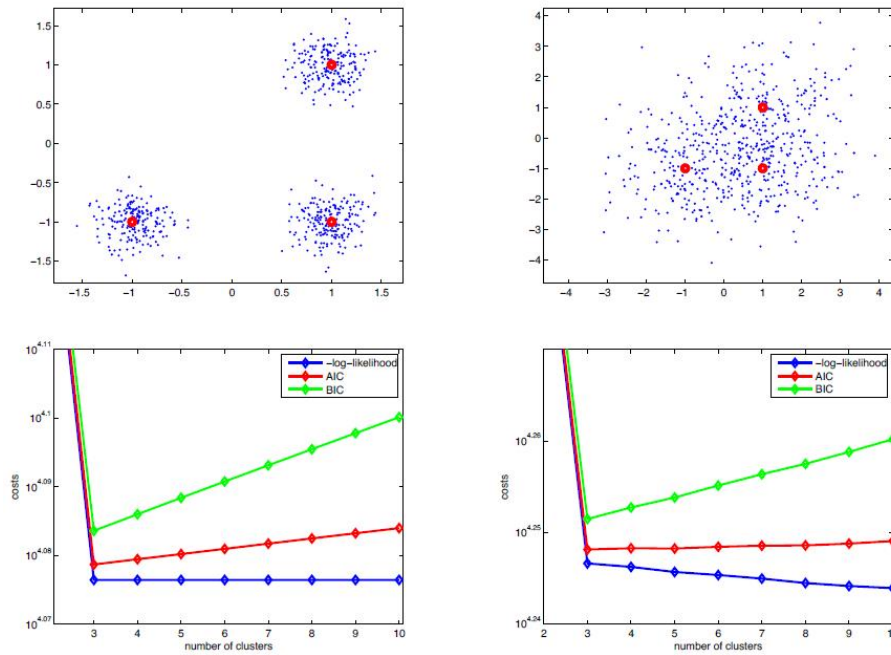 1.5
1
0.5
0
−0.5
−1
−1.5
−1.5 −1 −0.5 0 0.5 1 1.5
4
3
2
1
0
−1
−2
−3
−4
−4 −3 −2 −1 0 1 2 3 4
10^4.11
10^4.1
10^4.09
10^4.08
10^4.07
costs
−log−likelihood
AIC
BIC
3 4 5 6 7 8 9 10
number of clusters
10^4.26
10^4.25
10^4.24
costs
−log−likelihood
AIC
BIC
2 3 4 5 6 7 8 9
number of clusters